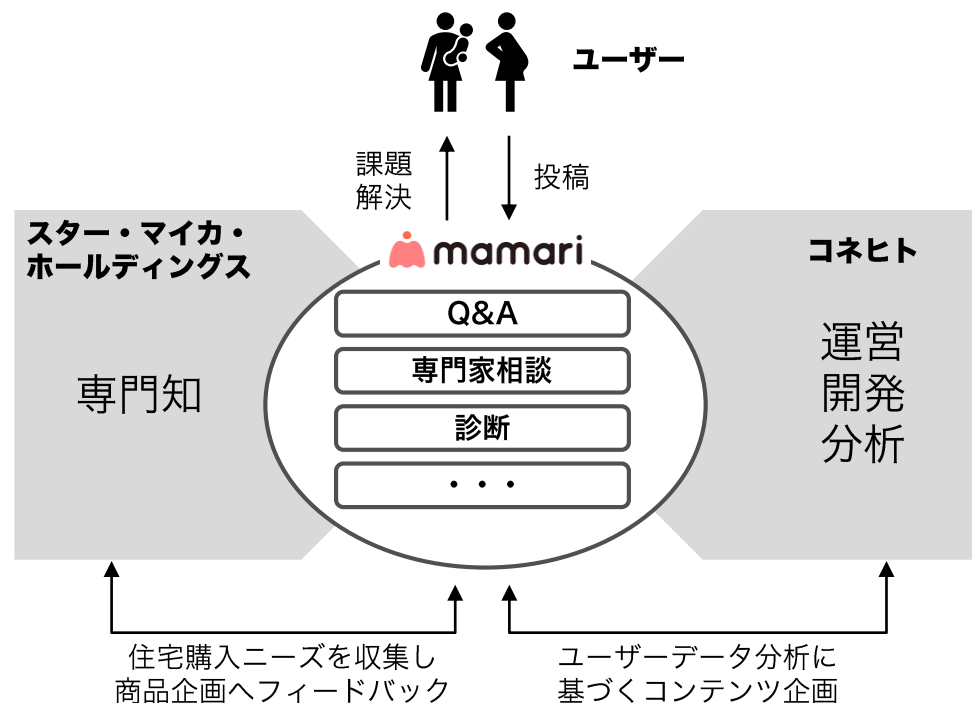 ユーザー
課題
解決
投稿
スター・マイカ・
ホールディングス
mamari
コネヒト
Q&A
専門家相談
診断
・・・
専門知
運営
開発
分析
住宅購入ニーズを収集し
商品企画へフィードバック
ユーザーデータ分析に
基づくコンテンツ企画